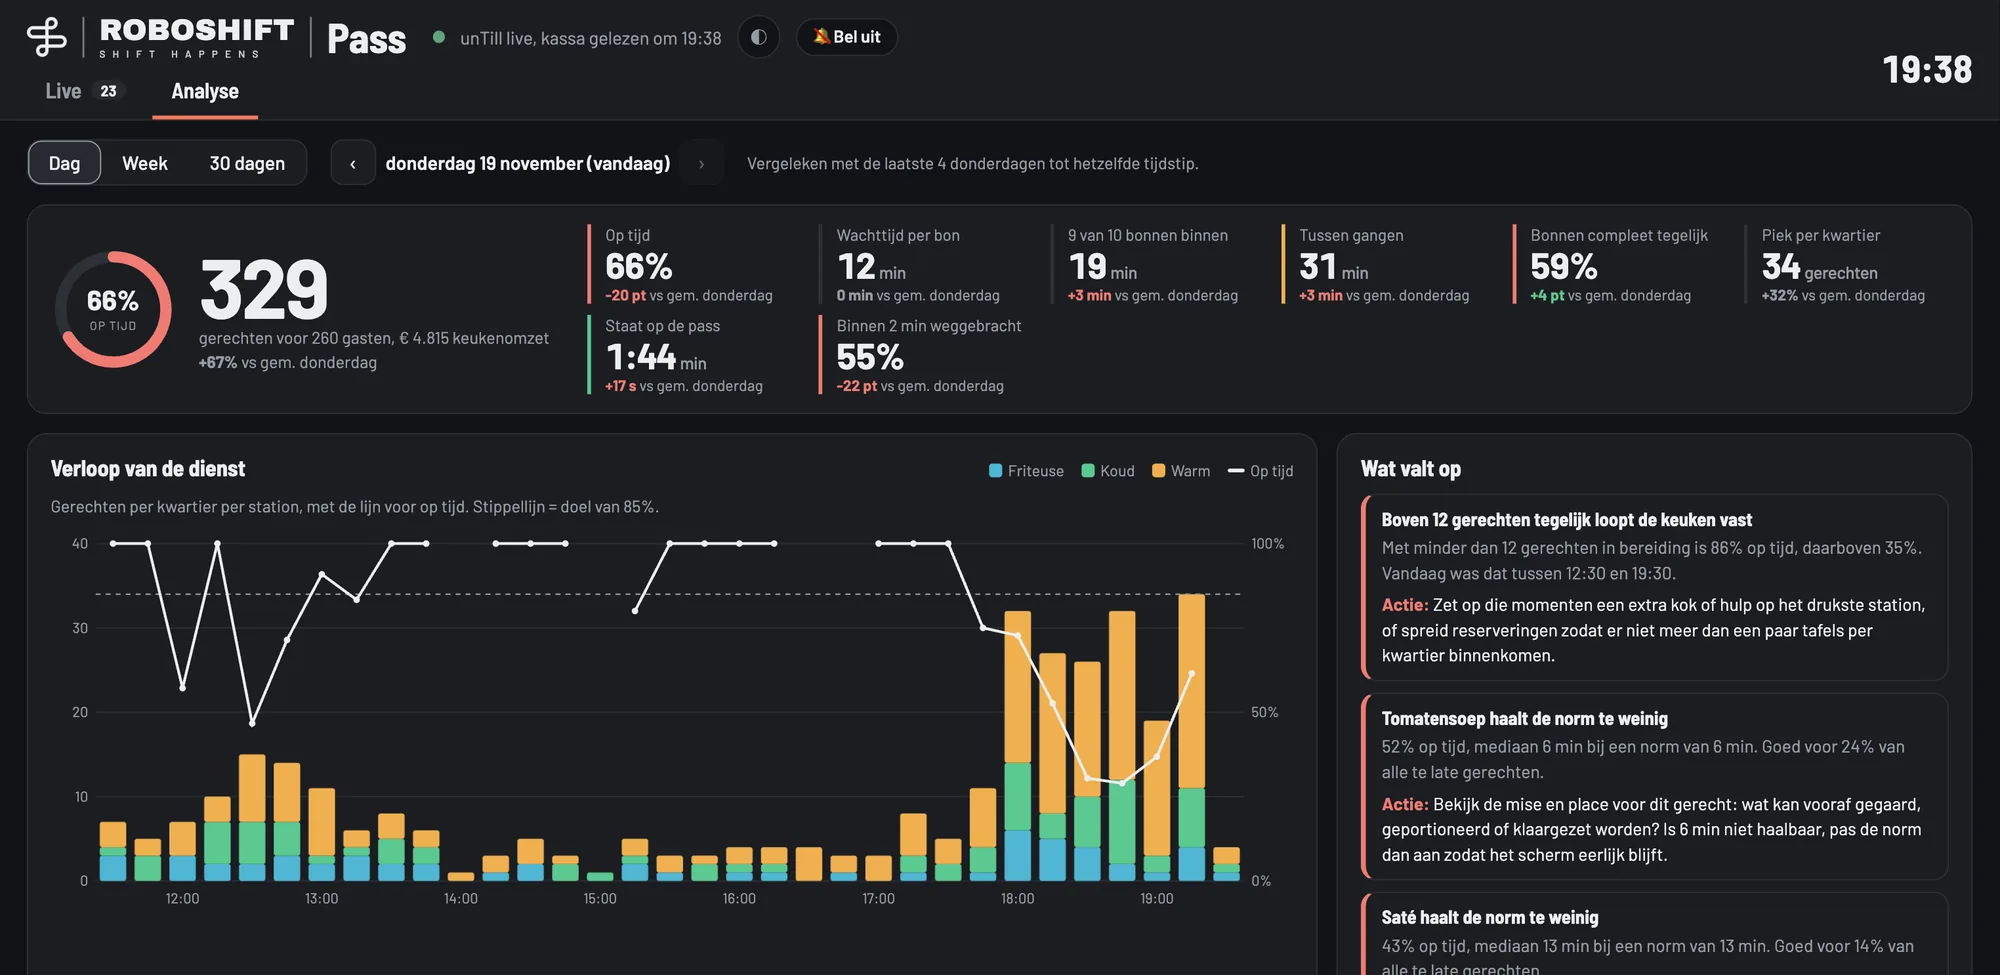 ROBOSHIFT
SHIFT HAPPENS
Pass
unTill live, kassa gelezen om 19:38
Bel uit
19:38
Live 23
Analyse
Dag
Week
30 dagen
‹
donderdag 19 november (vandaag)
›
Vergeleken met de laatste 4 donderdagen tot hetzelfde tijdstip.
66%
OP TIJD
329
gerechten voor 260 gasten, € 4.815 keukenomzet
+67% vs gem. donderdag
Op tijd
66%
-20 pt vs gem. donderdag
Wachttijd per bon
12 min
0 min vs gem. donderdag
9 van 10 bonnen binnen
19 min
+3 min vs gem. donderdag
Tussen gangen
31 min
+3 min vs gem. donderdag
Bonnen compleet tegelijk
59%
+4 pt vs gem. donderdag
Piek per kwartier
34 gerechten
+32% vs gem. donderdag
Staat op de pass
1:44 min
+17 s vs gem. donderdag
Binnen 2 min weggebracht
55%
-22 pt vs gem. donderdag
Verloop van de dienst
Friteuse
Koud
Warm
Op tijd
Gerechten per kwartier per station, met de lijn voor op tijd. Stippellijn = doel van 85%.
40
30
20
10
0
100%
50%
0%
12:00
13:00
14:00
15:00
16:00
17:00
18:00
19:00
Wat valt op
Boven 12 gerechten tegelijk loopt de keuken vast
Met minder dan 12 gerechten in bereiding is 86% op tijd, daarboven 35%.
Vandaag was dat tussen 12:30 en 19:30.
Actie: Zet op die momenten een extra kok of hulp op het drukste station,
of spreid reserveringen zodat er niet meer dan een paar tafels per
kwartier binnenkomen.
Tomatensoep haalt de norm te weinig
52% op tijd, mediaan 6 min bij een norm van 6 min. Goed voor 24% van
alle te late gerechten.
Actie: Bekijk de mise en place voor dit gerecht: wat kan vooraf gegaard,
geportioneerd of klaargezet worden? Is 6 min niet haalbaar, pas de norm
dan aan zodat het scherm eerlijk blijft.
Saté haalt de norm te weinig
43% op tijd, mediaan 13 min bij een norm van 13 min. Goed voor 14% van
alle te late gerechten.